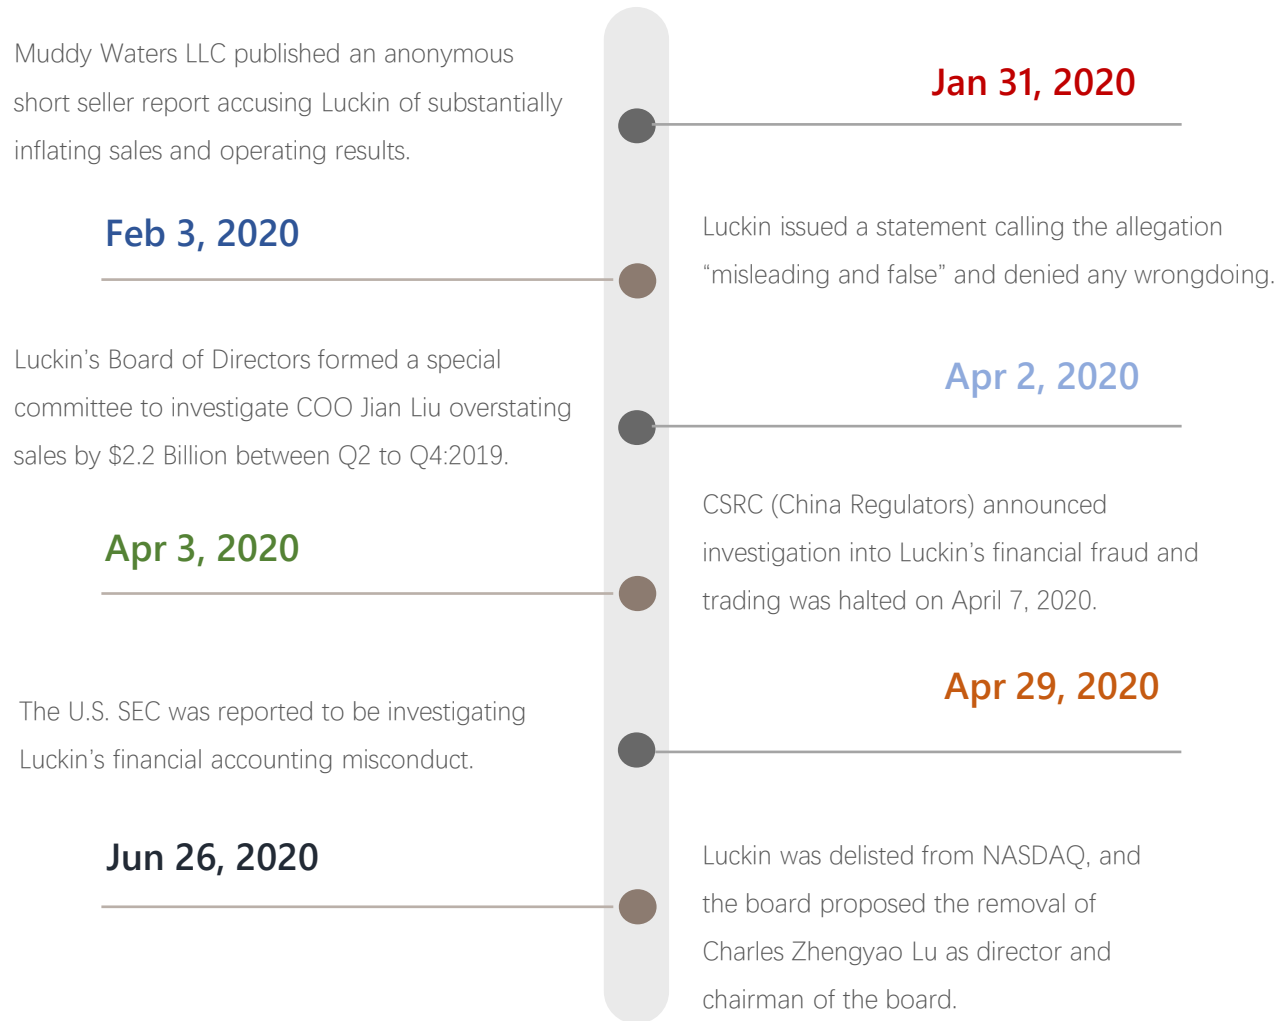 Muddy Waters LLC published an anonymous
short seller report accusing Luckin of substantially
inflating sales and operating results.
Jan 31, 2020
Feb 3, 2020
Luckin issued a statement calling the allegation
“misleading and false” and denied any wrongdoing.
Luckin’s Board of Directors formed a special
committee to investigate COO Jian Liu overstating
sales by $2.2 Billion between Q2 to Q4:2019.
Apr 2, 2020
Apr 3, 2020
CSRC (China Regulators) announced
investigation into Luckin’s financial fraud and
trading was halted on April 7, 2020.
The U.S. SEC was reported to be investigating
Luckin’s financial accounting misconduct.
Apr 29, 2020
Jun 26, 2020
Luckin was delisted from NASDAQ, and
the board proposed the removal of
Charles Zhengyao Lu as director and
chairman of the board.